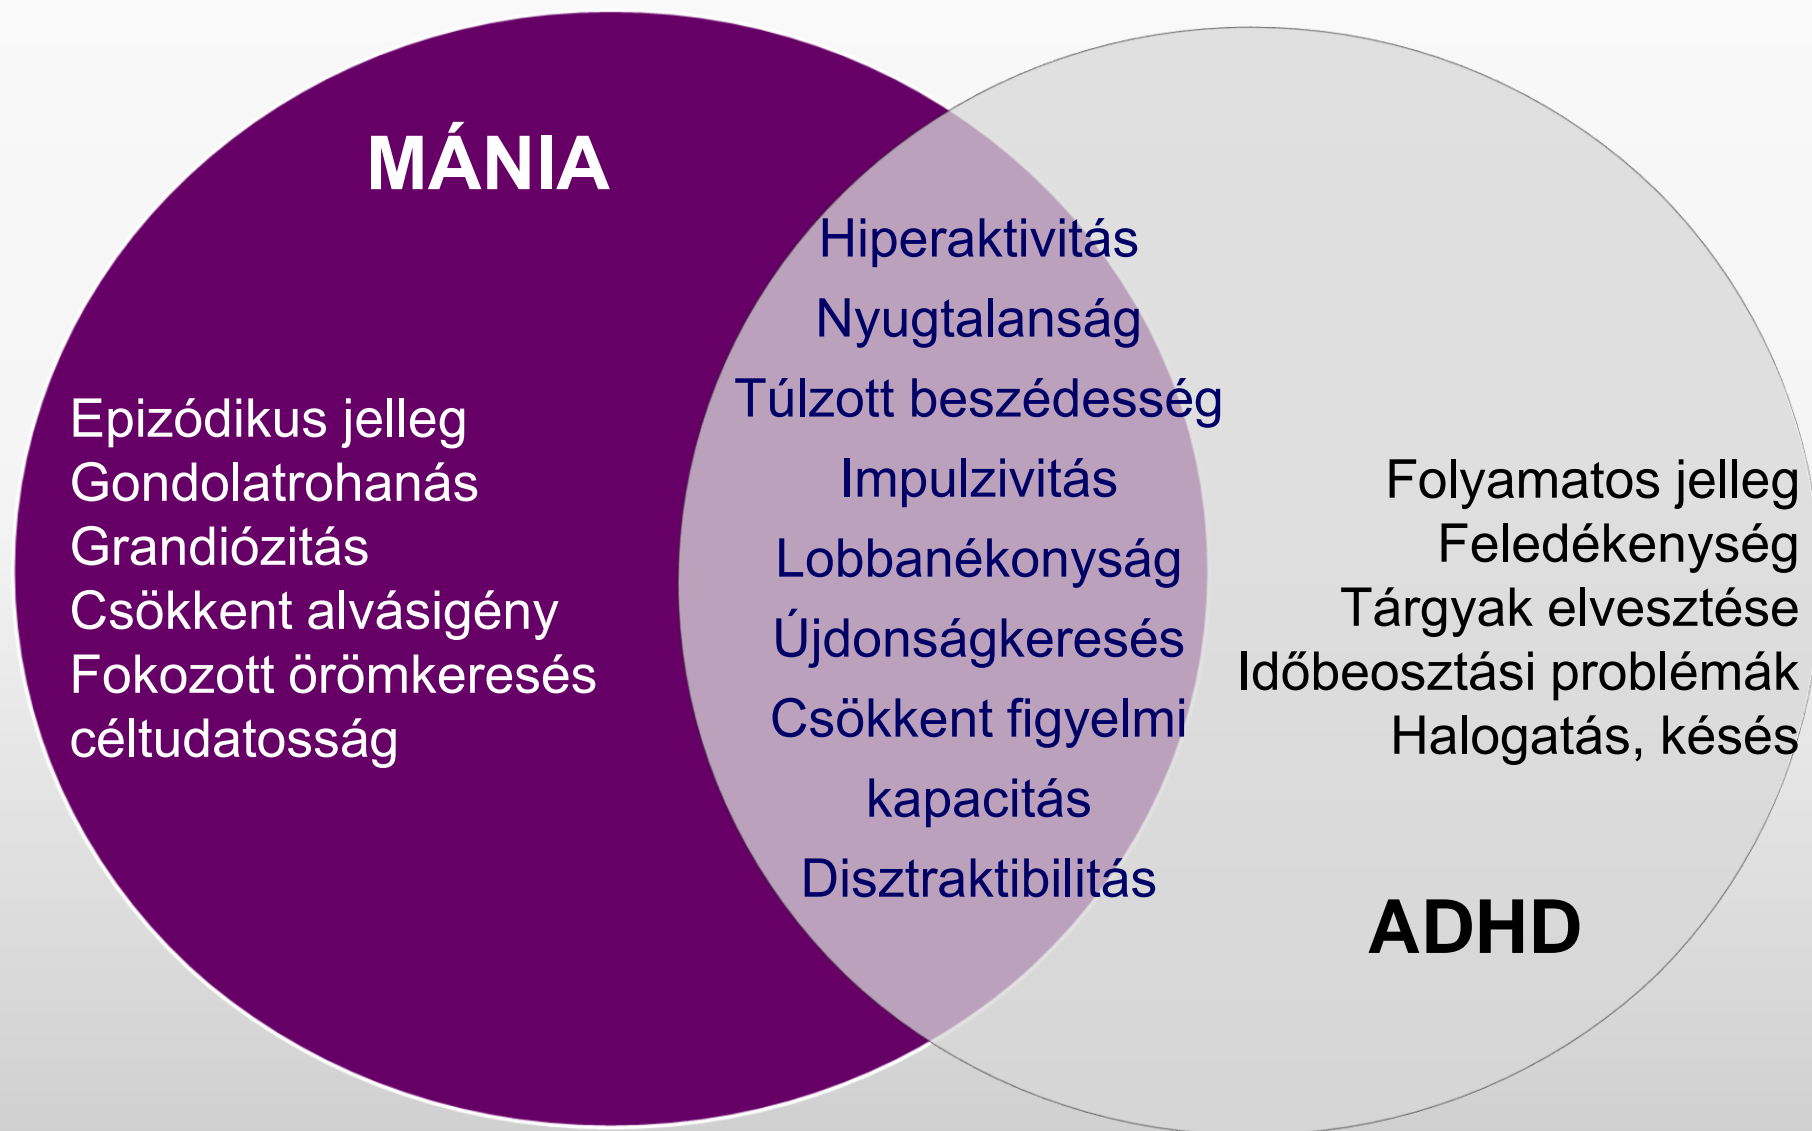 MÁNIA
Epizódikus jelleg
Gondolatrohanás
Grandiózitás
Csökkent alvásigény
Fokozott örömkeresés
céltudatosság
Hiperaktivitás
Nyugtalanság
Túlzott beszédesség
Impulzivitás
Lobbanékonyság
Újdonságkeresés
Csökkent figyelmi
kapacitás
Disztraktibilitás
Folyamatos jelleg
Feledékenység
Tárgyak elvesztése
Időbeosztási problémák
Halogatás, késés
ADHD